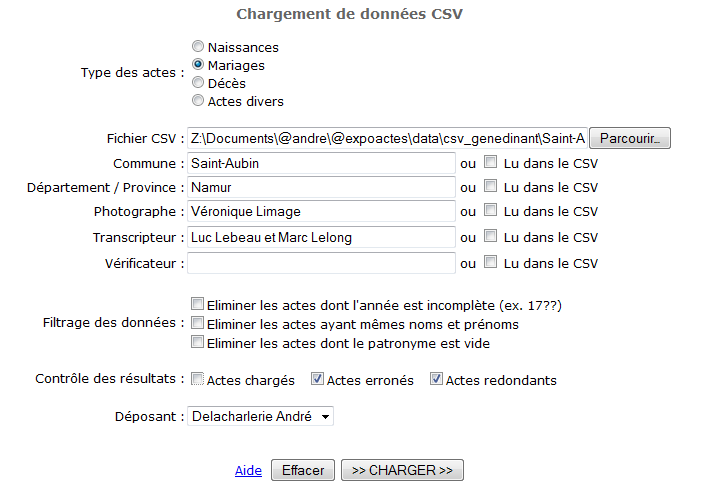 Chargement de données CSV
Type des actes :
Naissances
Mariages
Décès
Actes divers
Fichier CSV : Z:\Documents\@andre\@expoactes\data\csv_genedinant\Saint-A Parcourir_
Commune : Saint-Aubin ou Lu dans le CSV
Département / Province : Namur ou Lu dans le CSV
Photographe : Véronique Limage ou Lu dans le CSV
Transcripteur : Luc Lebeau et Marc Lelong ou Lu dans le CSV
Vérificateur : ou Lu dans le CSV
Filtrage des données :
Eliminer les actes dont l'année est incomplète (ex. 17??)
Eliminer les actes ayant mêmes noms et prénoms
Eliminer les actes dont le patronyme est vide
Contrôle des résultats : Actes chargés Actes erronés Actes redondants
Déposant : Delacharlerie André
Aide Effacer >> CHARGER >>